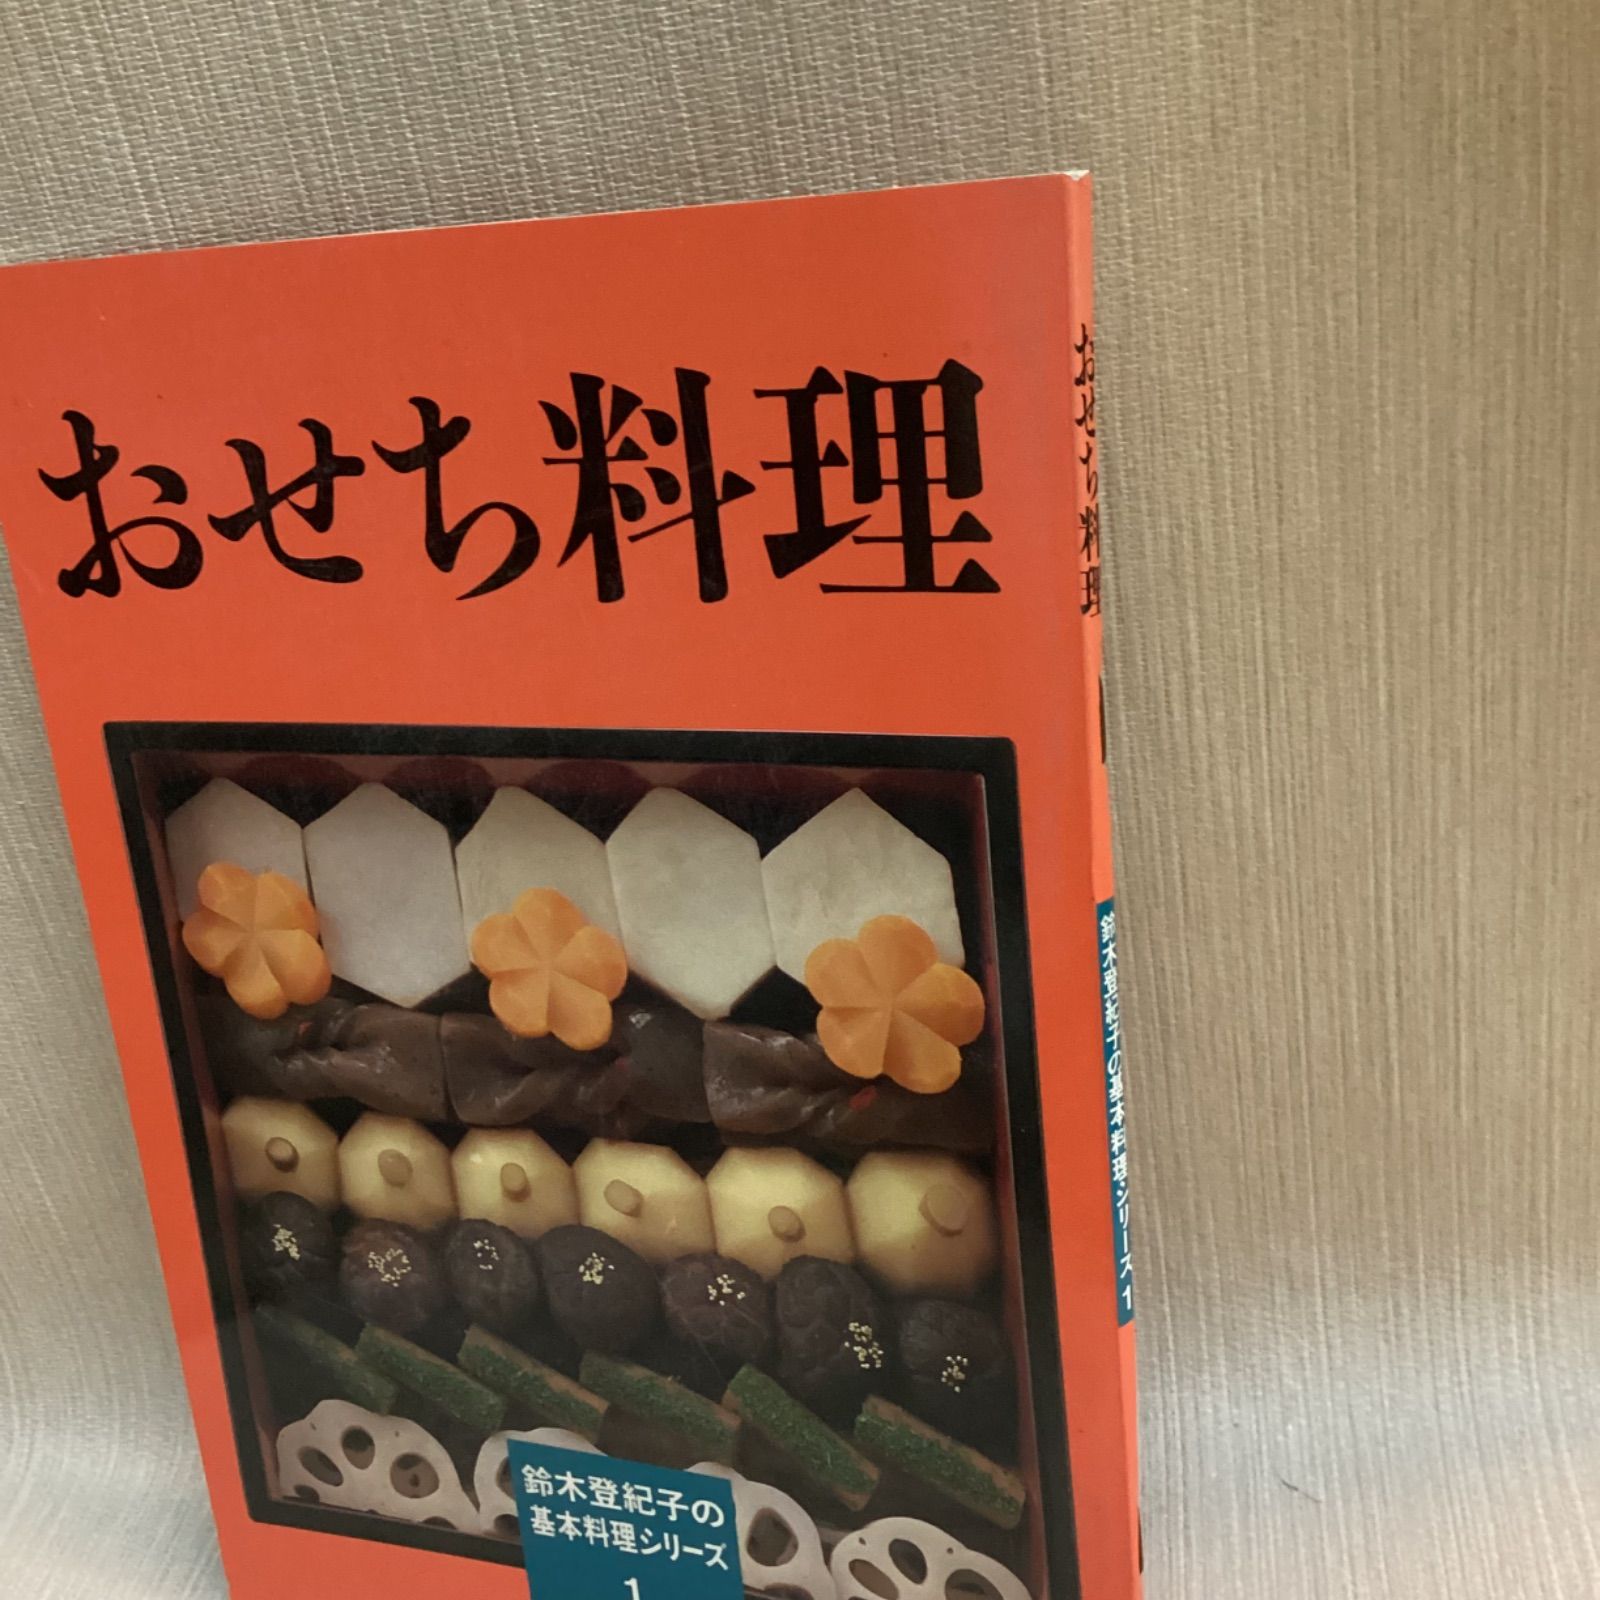 おせち料理
鈴木登紀子の
基本料理シリーズ
1
おせち料理
鈴木登紀子の基本料理シリーズ 1